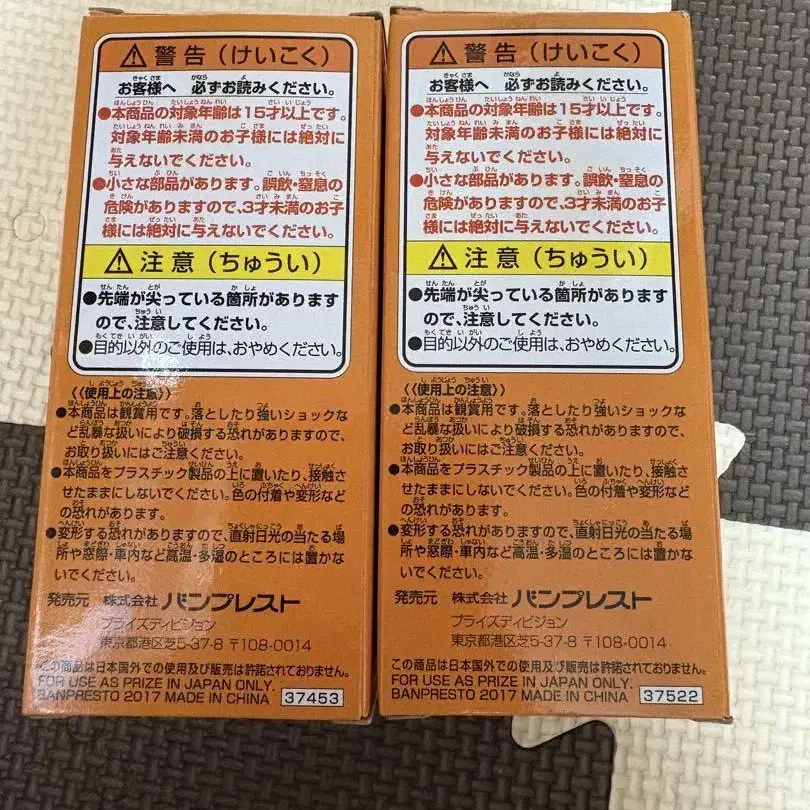 警告（けいこく）
お客様へ 必ずお読みください。
●本商品の対象年齢は15才以上です。
対象年齢未満のお子様には絶対に
与えないでください。
●小さな部品があります。誤飲・窒息の
危険がありますので、3才未満のお子
様には絶対に与えないでください。
注意（ちゅうい）
●先端が尖っている箇所があります
ので、注意してください。
●目的以外のご使用は、おやめください。
《使用上の注意》
●本商品は観賞用です。落としたり強いショックな
ど乱暴な扱いにより破損する恐れがありますので、
お取り扱いにはご注意ください。
●本商品をプラスチック製品の上に置いたり、接触さ
せたままにしないでください。色の付着や変形など
の恐れがあります。
●変形する恐れがありますので、直射日光の当たる場
所や窓際・車内など高温・多湿のところには置かな
いでください。
発売元 株式会社 バンプレスト
プライズディビジョン
東京都港区芝5-37-8 〒108-0014
この商品は日本国外での使用及び販売は許諾されておりません。
FOR USE AS PRIZE IN JAPAN ONLY.
BANPRESTO 2017 MADE IN CHINA 37453
警告（けいこく）
お客様へ 必ずお読みください。
●本商品の対象年齢は15才以上です。
対象年齢未満のお子様には絶対に
与えないでください。
●小さな部品があります。誤飲・窒息の
危険がありますので、3才未満のお子
様には絶対に与えないでください。
注意（ちゅうい）
●先端が尖っている箇所があります
ので、注意してください。
●目的以外のご使用は、おやめください。
《使用上の注意》
●本商品は観賞用です。落としたり強いショックな
ど乱暴な扱いにより破損する恐れがありますので、
お取り扱いにはご注意ください。
●本商品をプラスチック製品の上に置いたり、接触さ
せたままにしないでください。色の付着や変形など
の恐れがあります。
●変形する恐れがありますので、直射日光の当たる場
所や窓際・車内など高温・多湿のところには置かな
いでください。
発売元 株式会社 バンプレスト
プライズディビジョン
東京都港区芝5-37-8 〒108-0014
この商品は日本国外での使用及び販売は許諾されておりません。
FOR USE AS PRIZE IN JAPAN ONLY.
BANPRESTO 2017 MADE IN CHINA 37522